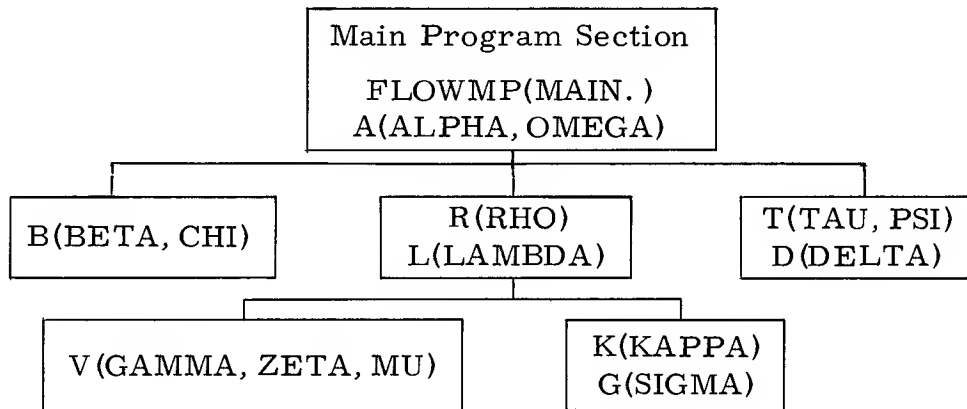 Main Program Section
FLOWMP(MAIN.)
A(ALPHA, OMEGA)
B(BETA, CHI)
R(RHO)
L(LAMBDA)
T(TAU, PSI)
D(DELTA)
V(GAMMA, ZETA, MU)
K(KAPPA)
G(SIGMA)